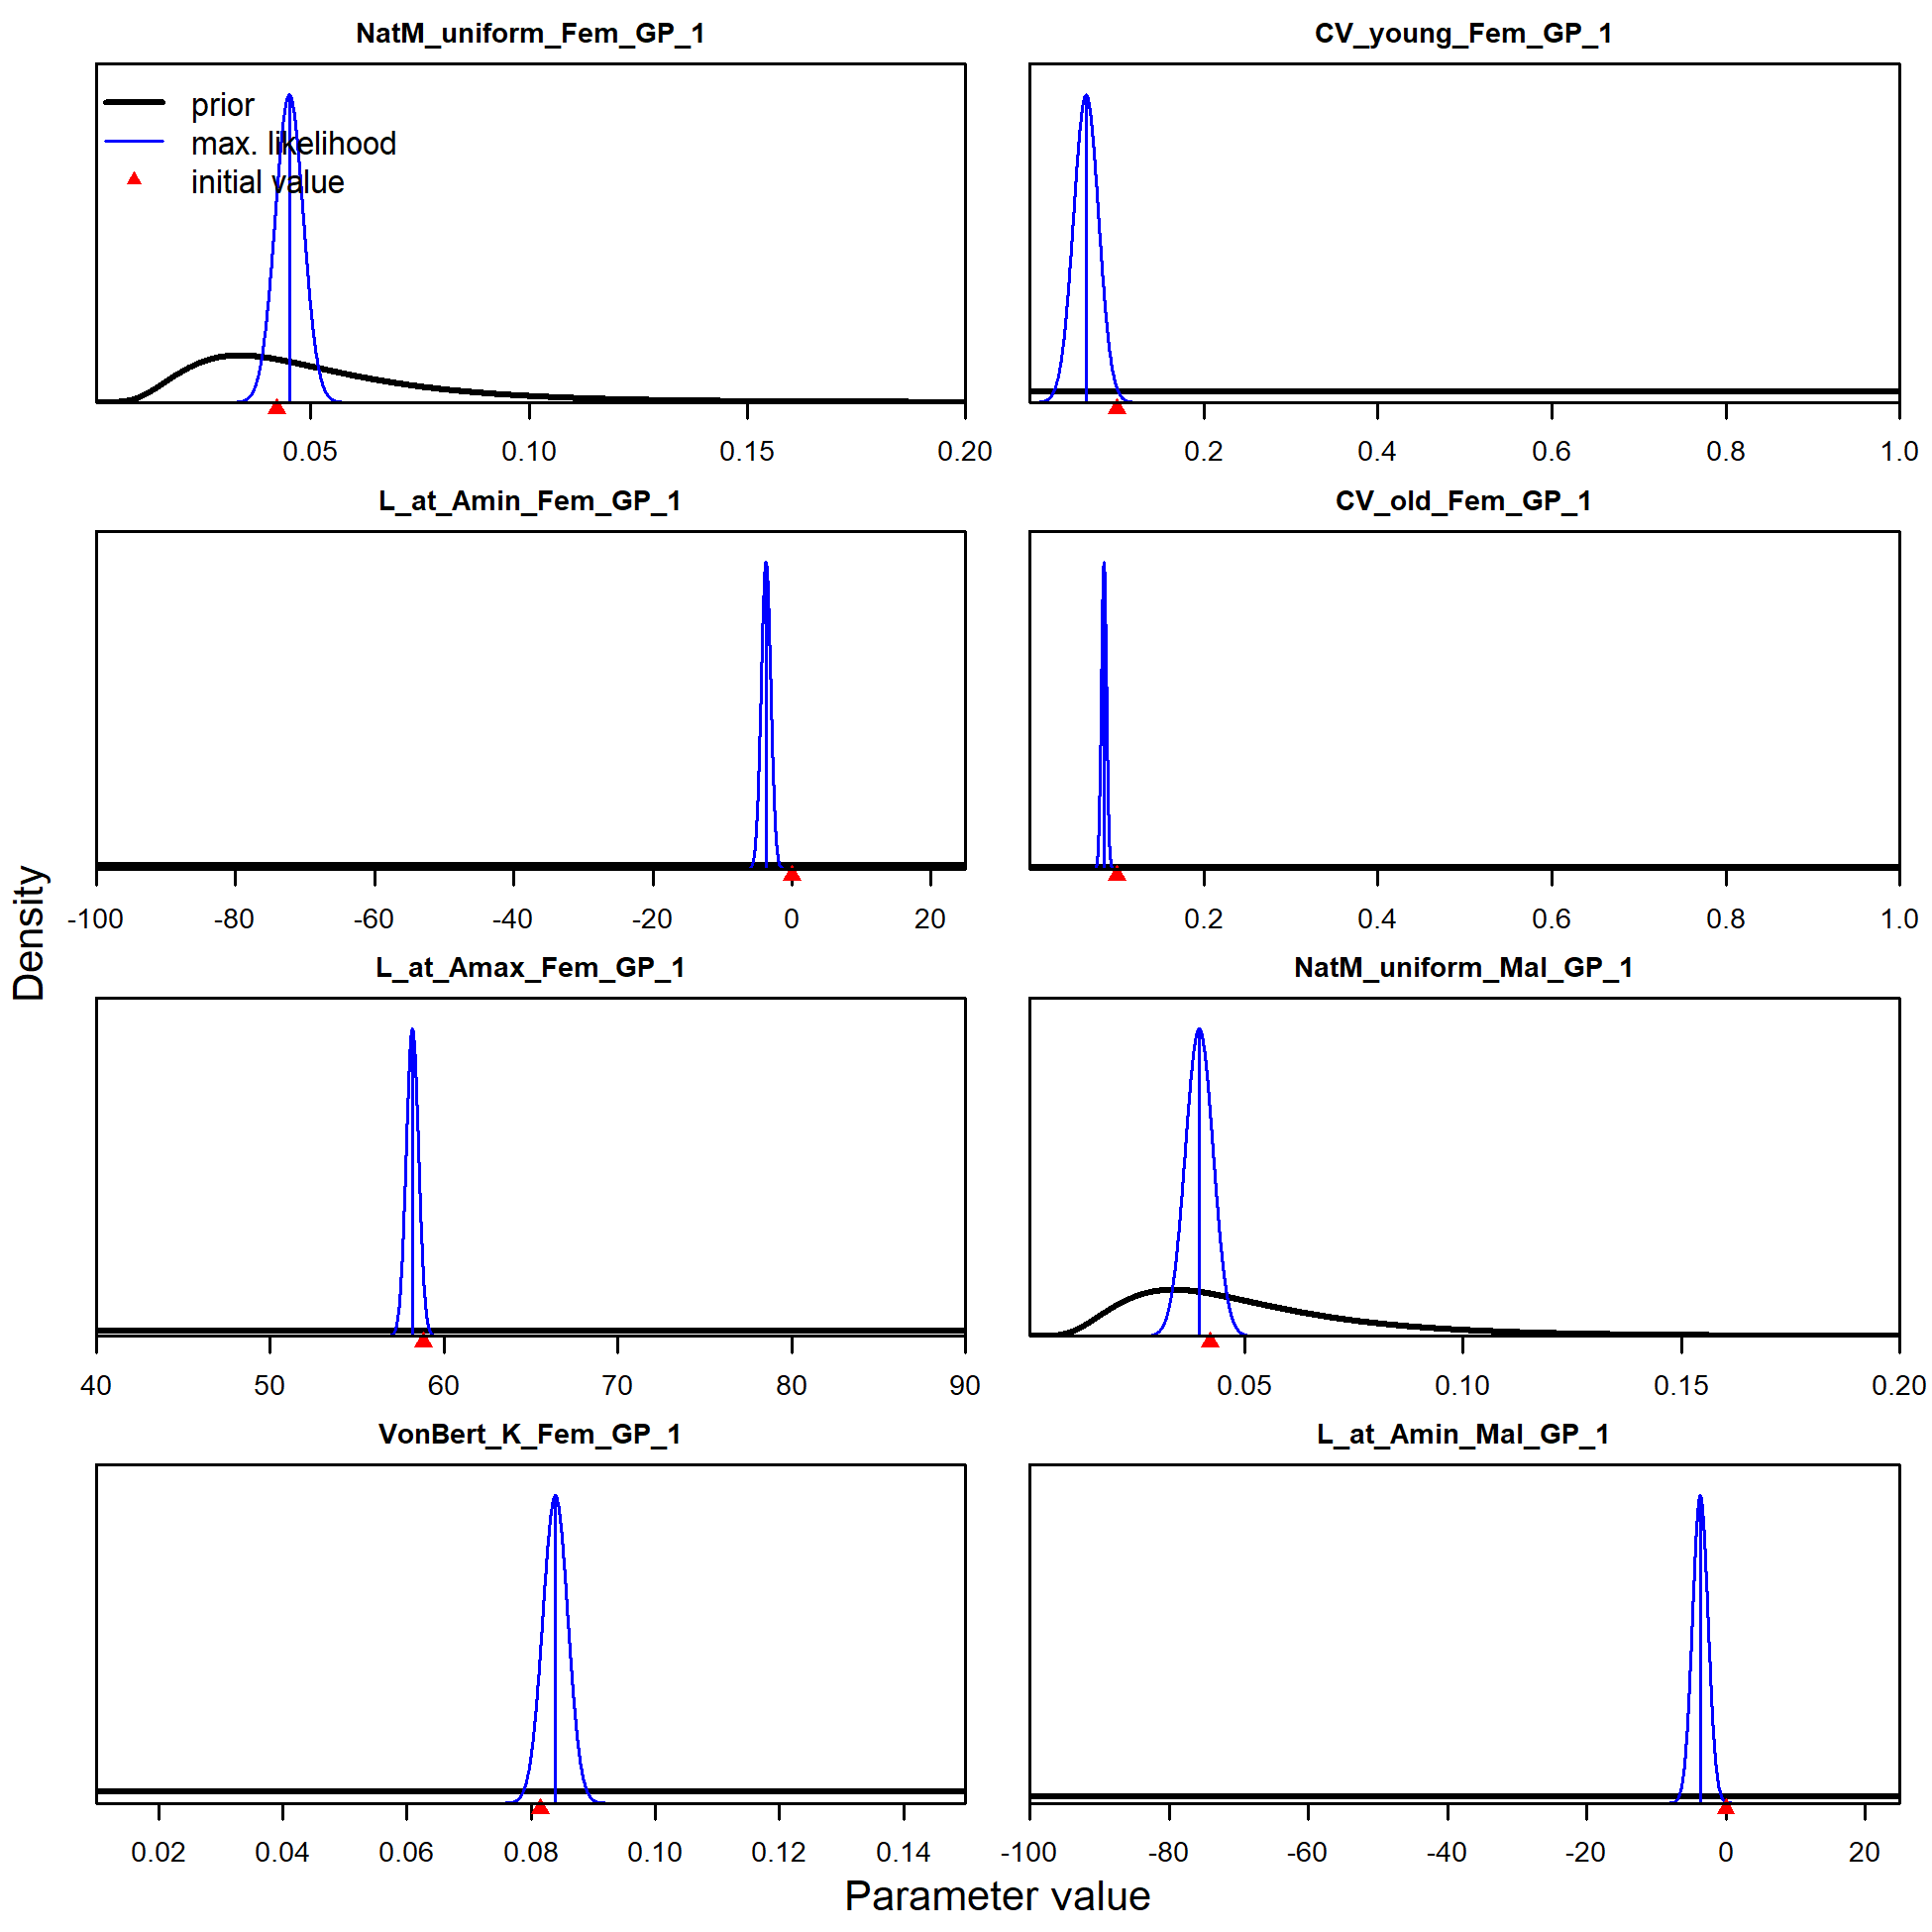 NatM_uniform_Fem_GP_1
prior
max. likelihood
initial value
0.05 0.10 0.15 0.20
CV_young_Fem_GP_1
0.2 0.4 0.6 0.8 1.0
L_at_Amin_Fem_GP_1
-100 -80 -60 -40 -20 0 20
CV_old_Fem_GP_1
0.2 0.4 0.6 0.8 1.0
L_at_Amax_Fem_GP_1
40 50 60 70 80 90
NatM_uniform_Mal_GP_1
0.05 0.10 0.15 0.20
VonBert_K_Fem_GP_1
0.02 0.04 0.06 0.08 0.10 0.12 0.14
L_at_Amin_Mal_GP_1
-100 -80 -60 -40 -20 0 20
Density
Parameter value